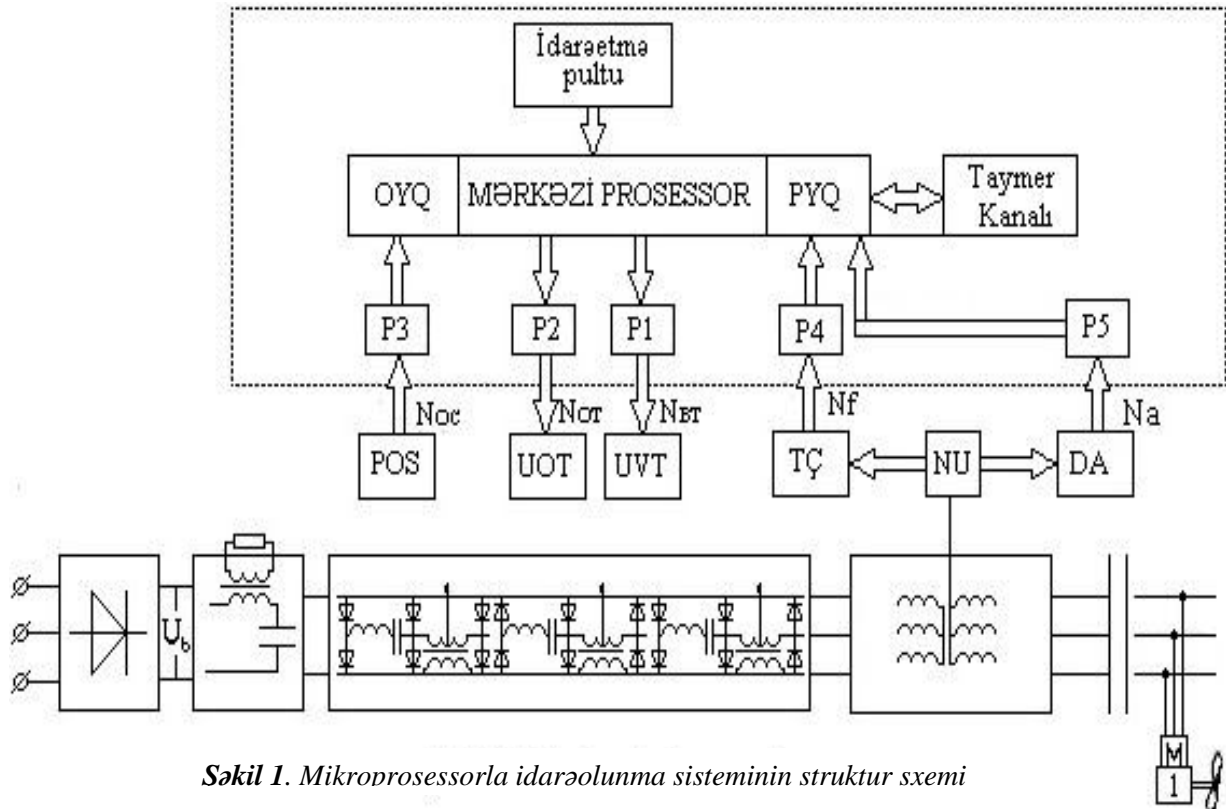 İdarəetmə
pultu
OYQ
MƏRKƏZİ PROSESSOR
PYQ
Taymer
Kanalı
P3
P2
P1
P4
P5
Noc
Nот
Nвт
Nf
Na
POS
UOT
UVT
TÇ
NU
DA
Ub
M
1
Şəkil 1. Mikroprosessorla idarəolunma sisteminin struktur sxemi